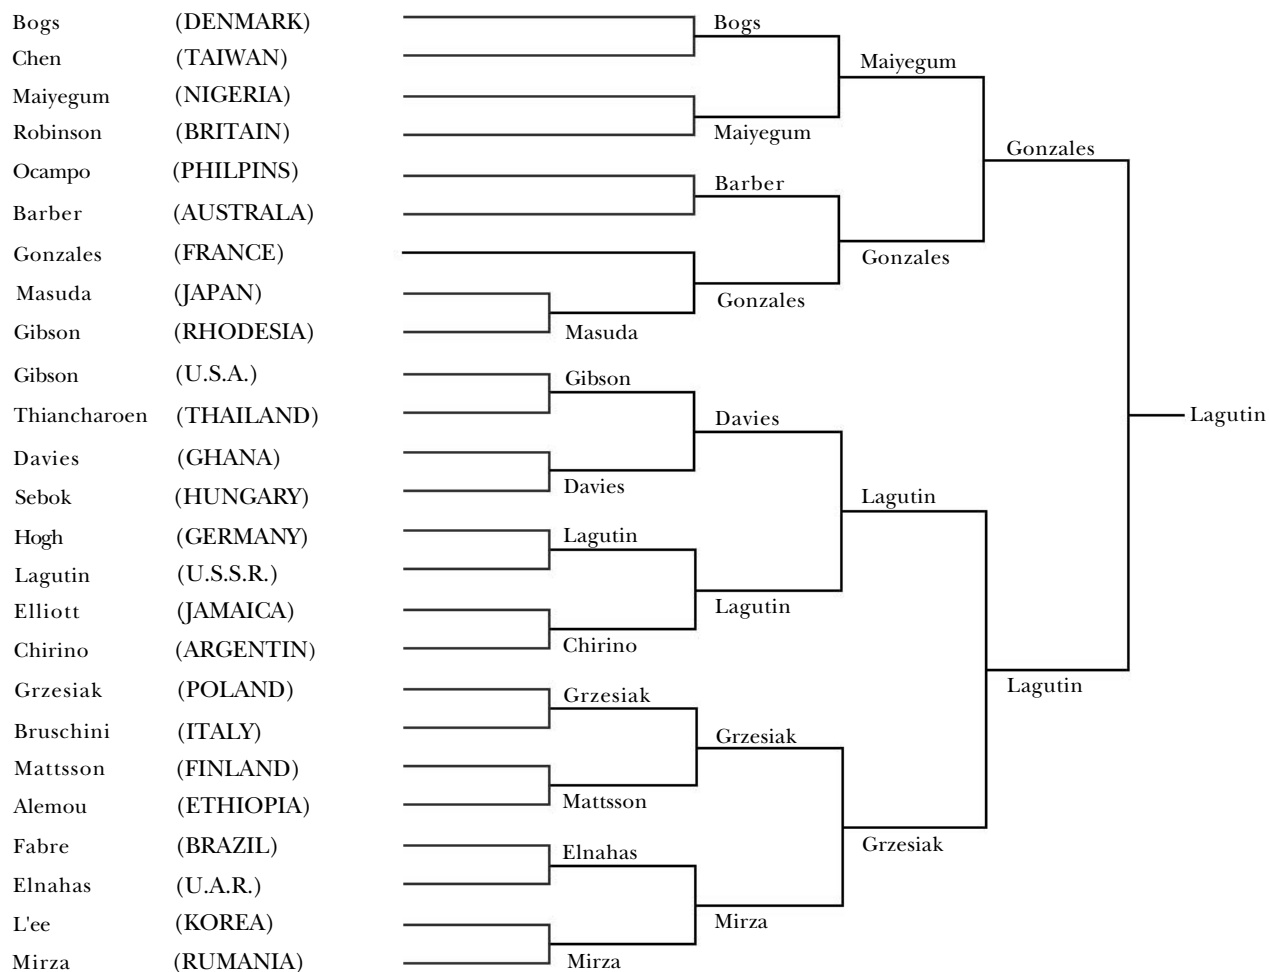 Bogs (DENMARK)
Chen (TAIWAN)
Maiyegum (NIGERIA)
Robinson (BRITAIN)
Ocampo (PHILPINS)
Barber (AUSTRALA)
Gonzales (FRANCE)
Masuda (JAPAN)
Gibson (RHODESIA)
Gibson (U.S.A.)
Thiancharoen (THAILAND)
Davies (GHANA)
Sebok (HUNGARY)
Hogh (GERMANY)
Lagutin (U.S.S.R.)
Elliott (JAMAICA)
Chirino (ARGENTIN)
Grzesiak (POLAND)
Bruschini (ITALY)
Mattsson (FINLAND)
Alemou (ETHIOPIA)
Fabre (BRAZIL)
Elnahas (U.A.R.)
L'ee (KOREA)
Mirza (RUMANIA)
Masuda
Gibson
Davies
Lagutin
Chirino
Grzesiak
Mattsson
Elnahas
Mirza
Bogs
Maiyegum
Barber
Gonzales
Davies
Lagutin
Grzesiak
Mirza
Maiyegum
Gonzales
Lagutin
Grzesiak
Gonzales
Lagutin
Lagutin